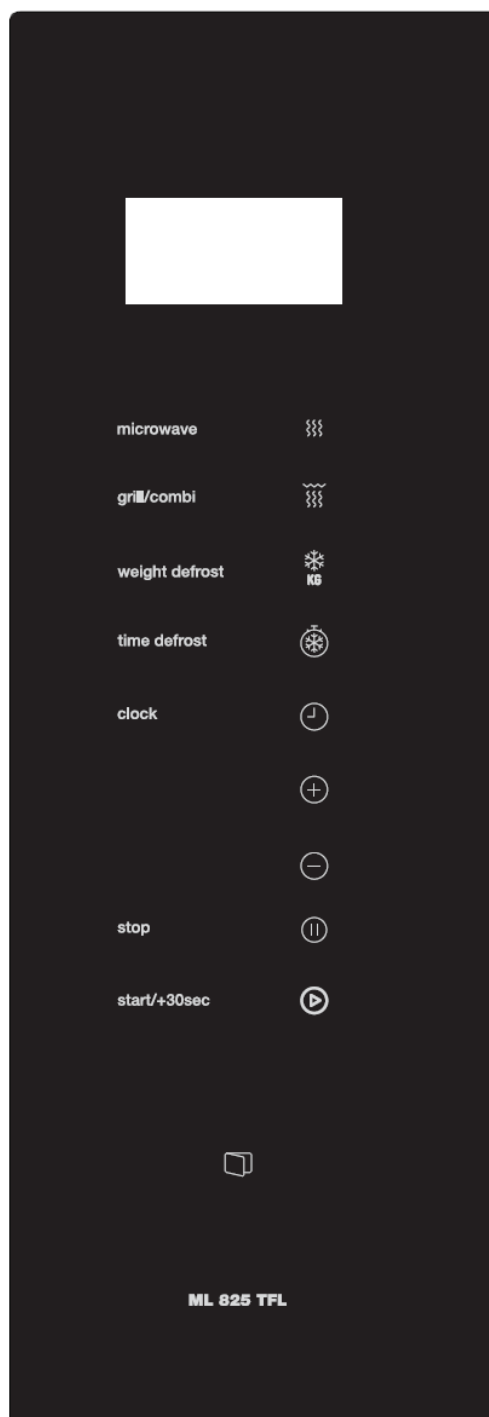 microwave
grill/combi
weight defrost
KG
time defrost
clock
stop
start/+30sec
ML 825 TFL